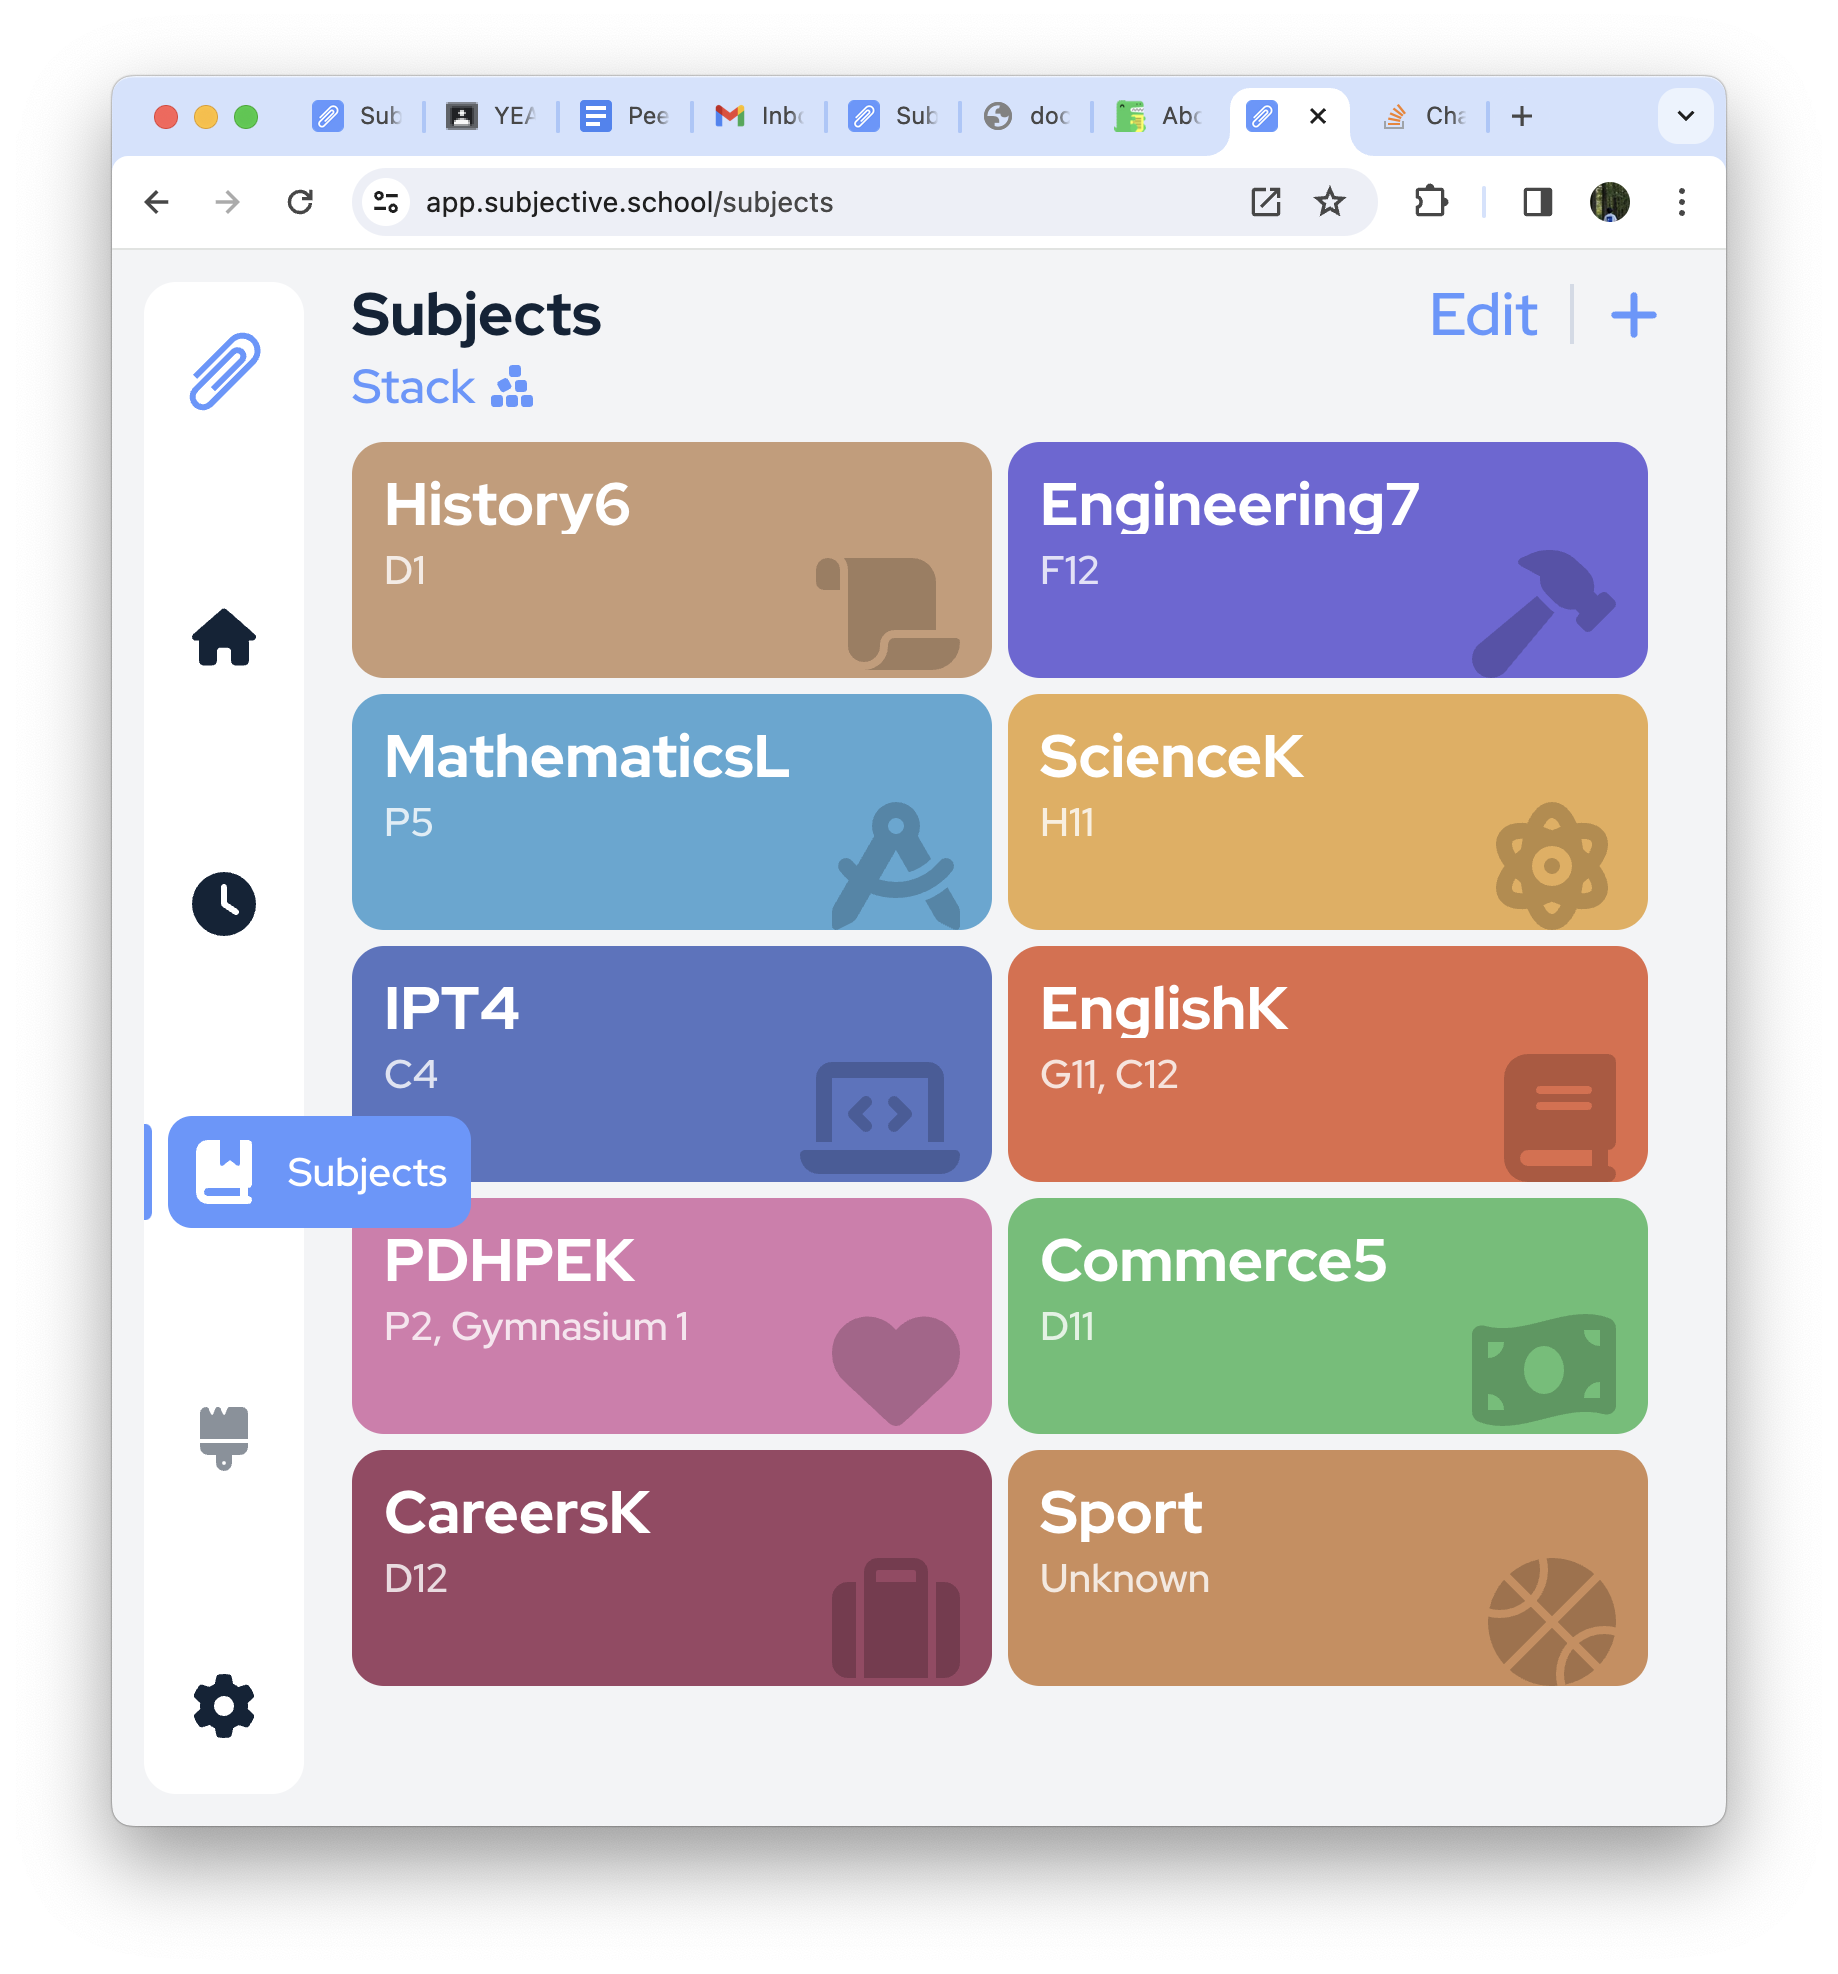 Sub
YEA
Pee
Inbo
Sub
doc
Abo
Cha
app.subjective.school/subjects
Subjects
Edit
Stack
History6
D1
Engineering7
F12
MathematicsL
P5
ScienceK
H11
IPT4
C4
EnglishK
G11, C12
Subjects
PDHPEK
P2, Gymnasium 1
Commerce5
D11
CareersK
D12
Sport
Unknown